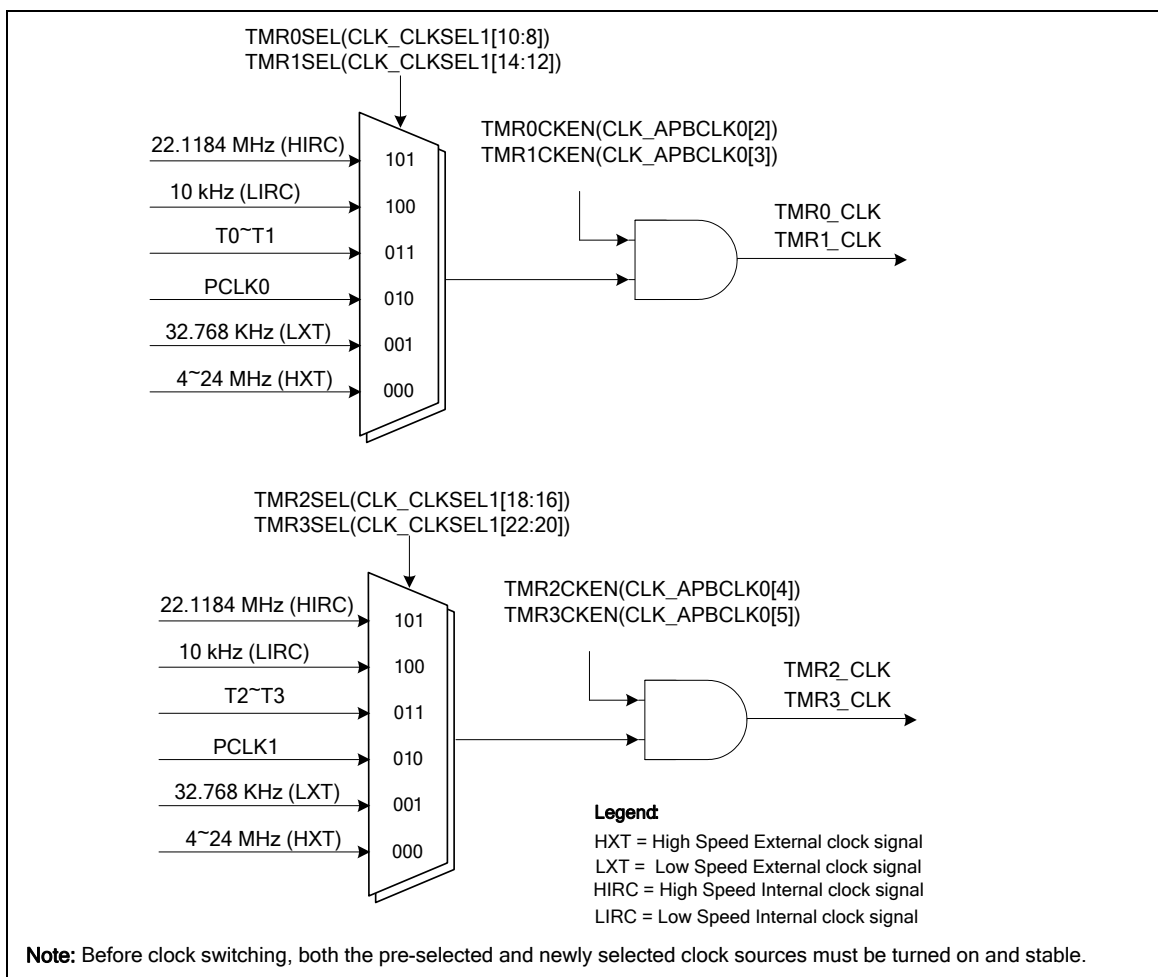 TMR0SEL(CLK_CLKSEL1[10:8])
TMR1SEL(CLK_CLKSEL1[14:12])
TMR0CKEN(CLK_APBCLK0[2])
TMR1CKEN(CLK_APBCLK0[3])
22.1184 MHz (HIRC)
101
10 kHz (LIRC)
100
T0~T1
011
PCLK0
010
32.768 KHz (LXT)
001
4~24 MHz (HXT)
000
TMR0_CLK
TMR1_CLK
TMR2SEL(CLK_CLKSEL1[18:16])
TMR3SEL(CLK_CLKSEL1[22:20])
TMR2CKEN(CLK_APBCLK0[4])
TMR3CKEN(CLK_APBCLK0[5])
22.1184 MHz (HIRC)
101
10 kHz (LIRC)
100
T2~T3
011
PCLK1
010
32.768 KHz (LXT)
001
4~24 MHz (HXT)
000
TMR2_CLK
TMR3_CLK
Legend:
HXT = High Speed External clock signal
LXT = Low Speed External clock signal
HIRC = High Speed Internal clock signal
LIRC = Low Speed Internal clock signal
Note: Before clock switching, both the pre-selected and newly selected clock sources must be turned on and stable.